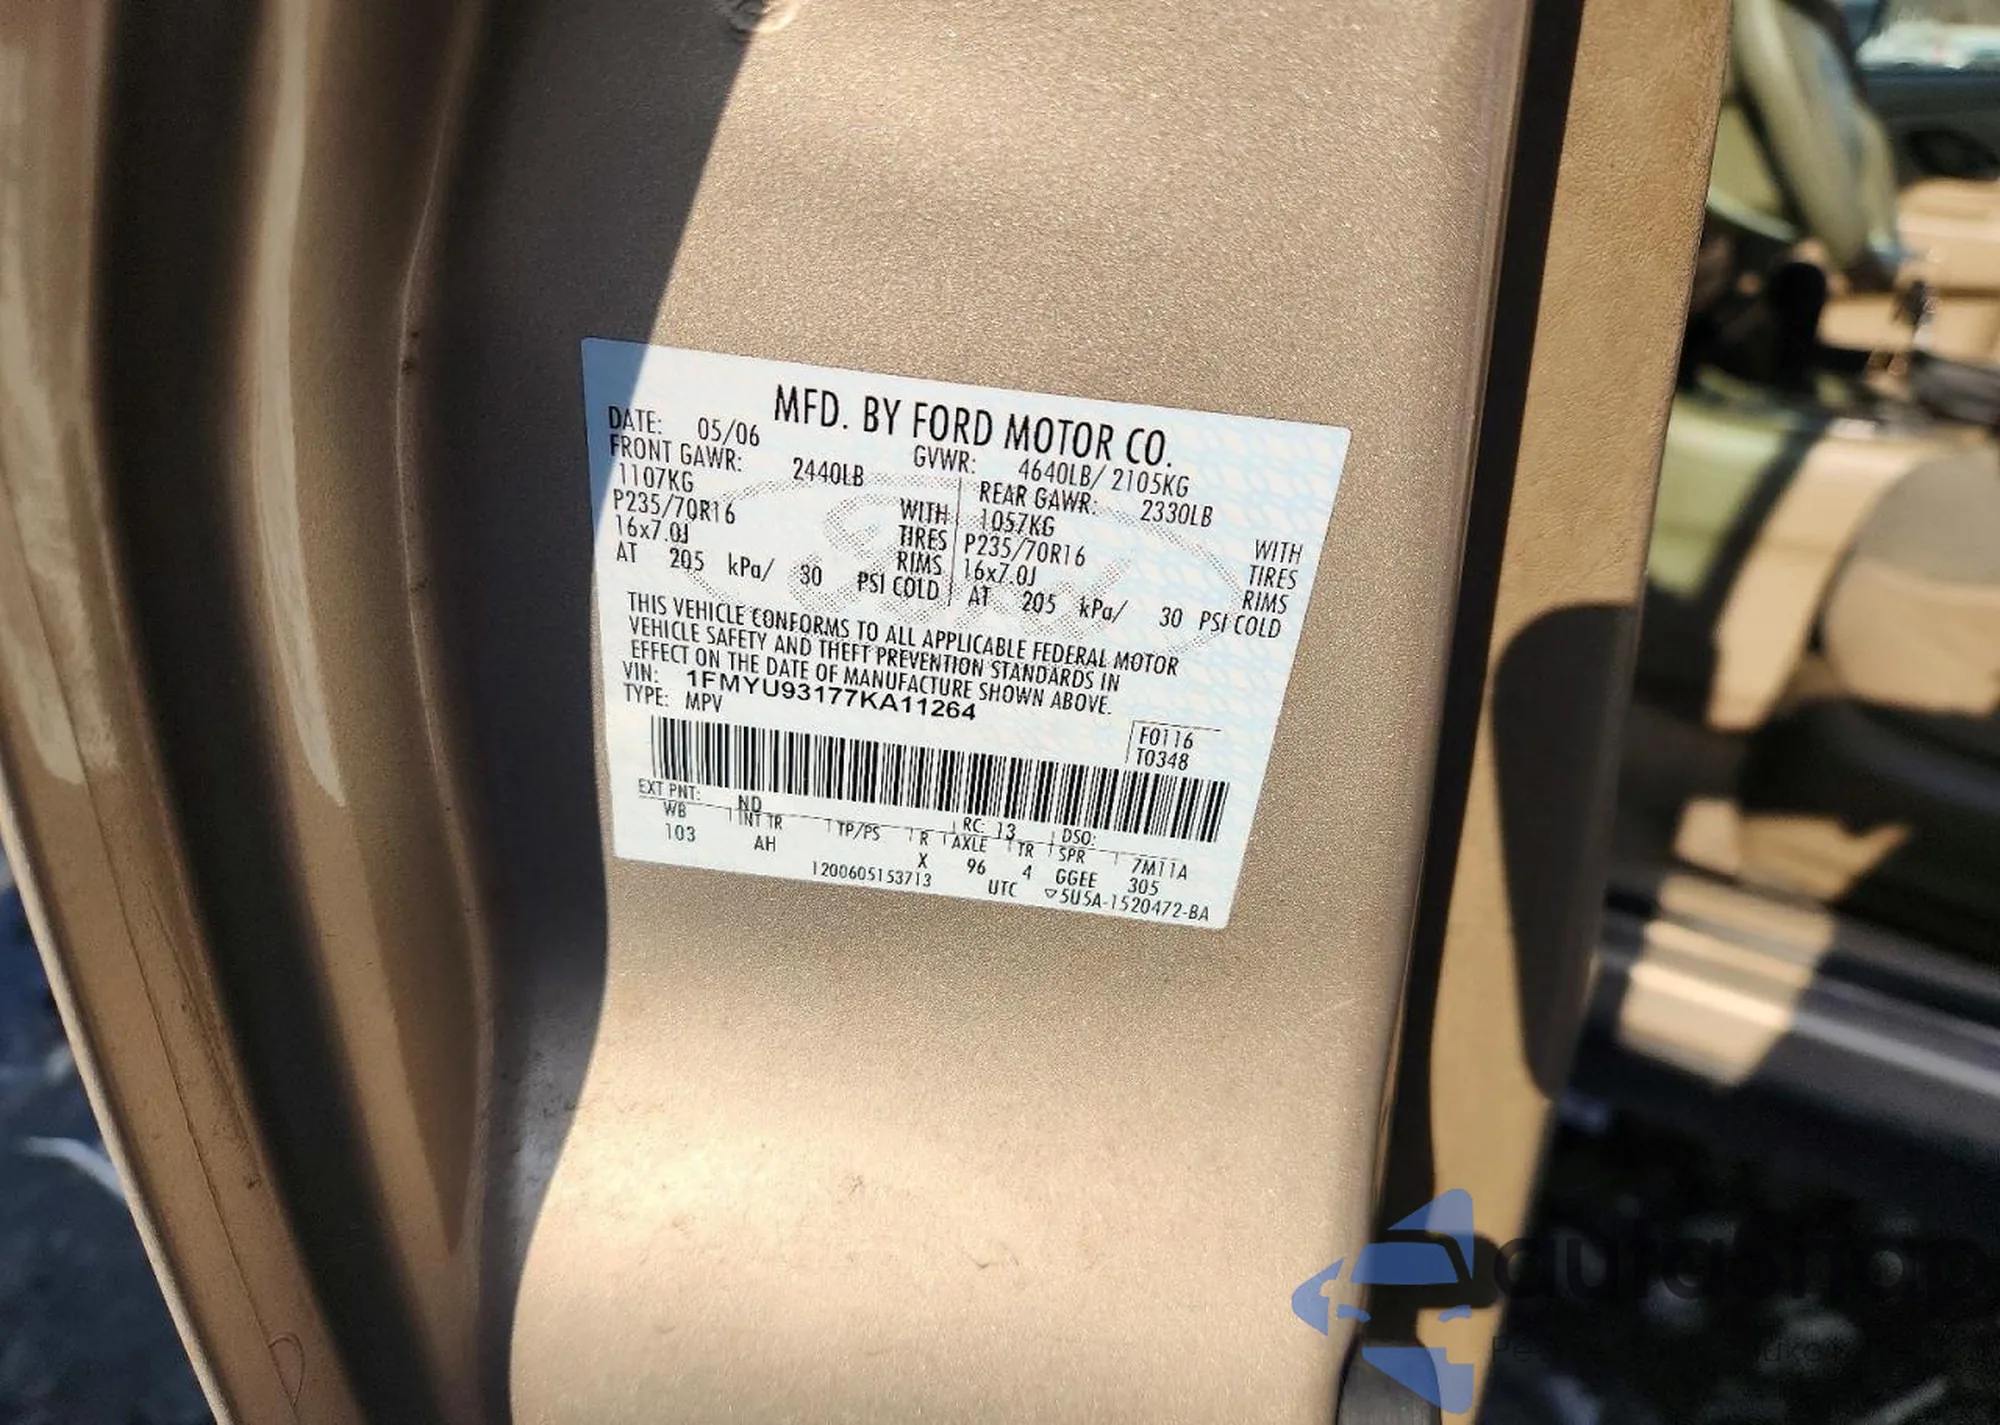 MFD. BY FORD MOTOR CO.
DATE: 05/06 GVWR: 4640LB/ 2105KG
FRONT GAWR: 2440LB REAR GAWR: 2330LB
1107KG WITH 1057KG WITH
P235/70R16 TIRES P235/70R16 TIRES
16x7.0J RIMS 16x7.0J RIMS
AT 205 kPa/ 30 PSI COLD AT 205 kPa/ 30 PSI COLD
THIS VEHICLE CONFORMS TO ALL APPLICABLE FEDERAL MOTOR
VEHICLE SAFETY AND THEFT PREVENTION STANDARDS IN
EFFECT ON THE DATE OF MANUFACTURE SHOWN ABOVE.
VIN: 1FMYU93177KA11264
TYPE: MPV
F0116
T0348
EXT PNT: ND RC: 13 DSO:
WB INT TR TP/PS R AXLE TR SPR 7M11A
103 AH X 96 4 GGEE 305
1200605153713 UTC ▽5U5A-1520472-BA